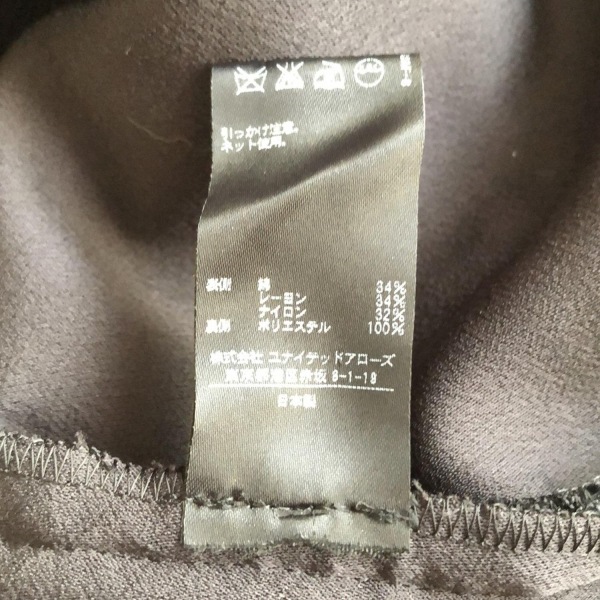 引っかけ注意。
ネット使用。
表側 綿 34%
レーヨン 34%
ナイロン 32%
裏側 ポリエステル 100%
株式会社 ユナイテッドアローズ
東京都港区赤坂 8-1-19
日本製